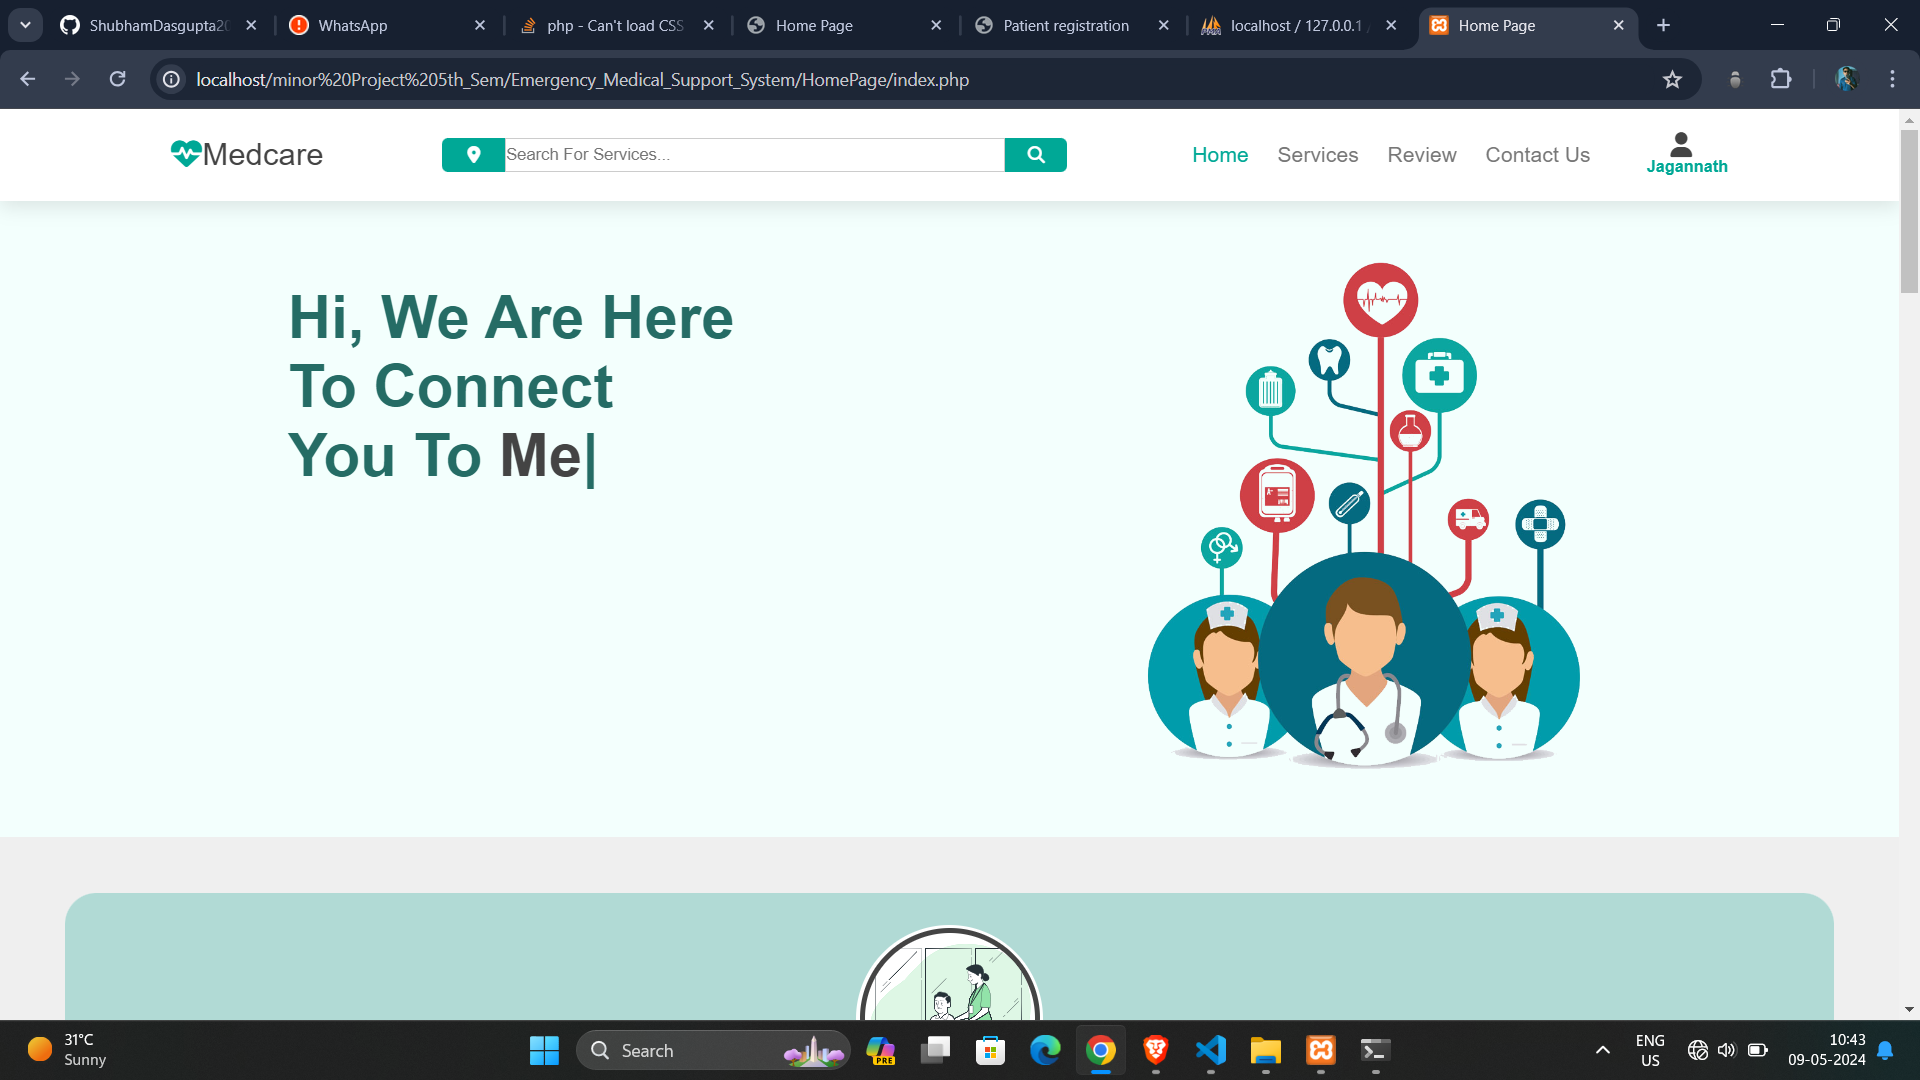 ShubhamDasgupta20
WhatsApp
php - Can't load CSS
Home Page
Patient registration
localhost / 127.0.0.1 /
Home Page
localhost/minor%20Project%205th_Sem/Emergency_Medical_Support_System/HomePage/index.php
Medcare
Search For Services...
Home
Services
Review
Contact Us
Jagannath
Hi, We Are Here
To Connect
You To Me|
31°C
Sunny
Search
PRE
ENG
US
10:43
09-05-2024